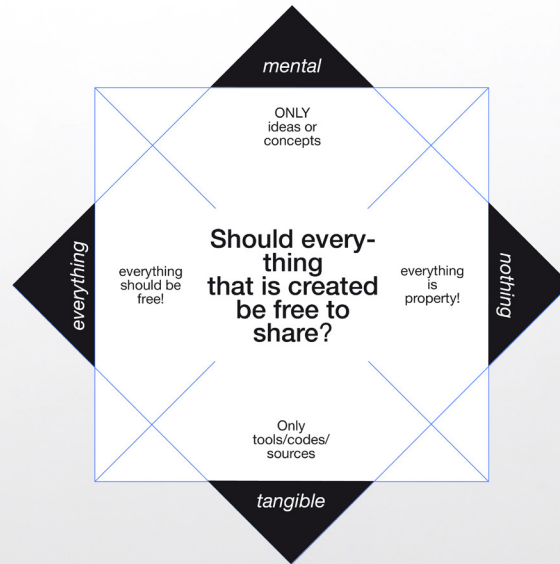 mental
ONLY
ideas or
concepts
everything
everything
should be
free!
Should every-
thing
that is created
be free to
share?
everything
is
property!
nothing
Only
tools/codes/
sources
tangible